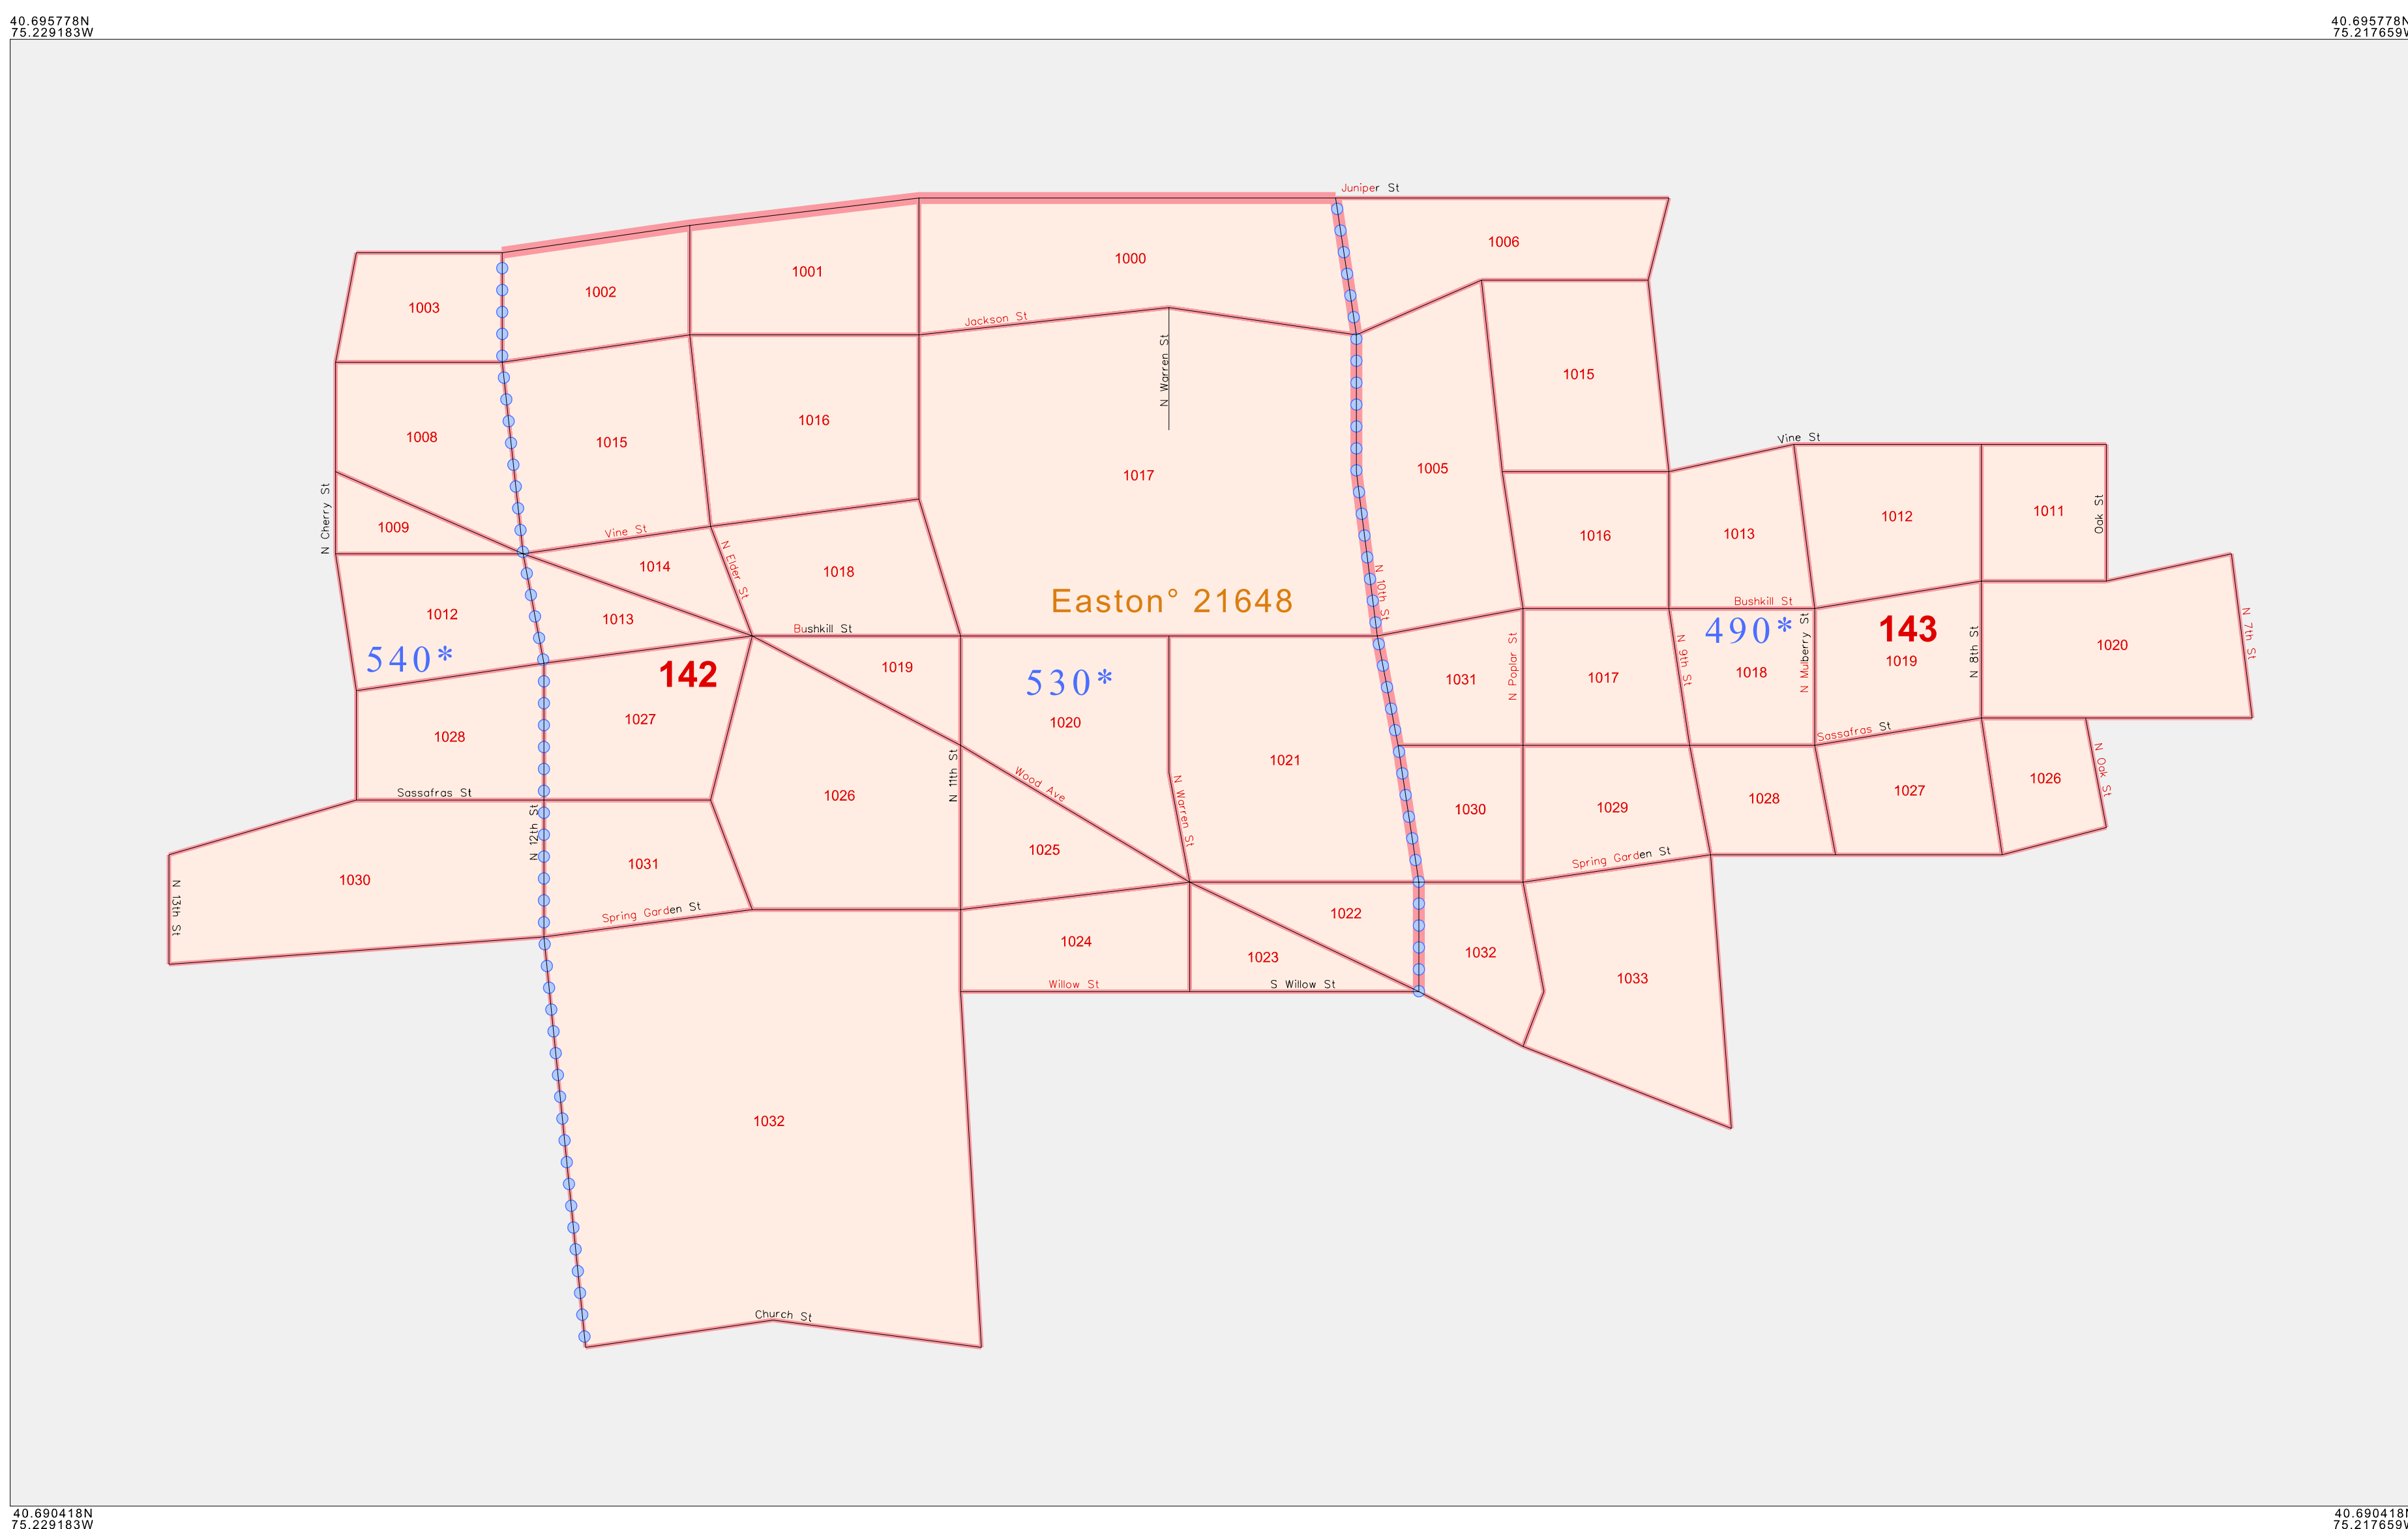 40.695778N
75.229183W
40.695778N
75.217659W
Juniper St
1006
1000
1001
1002
1003
Jackson St
N Warren St
1015
1016
1015
1008
1017
1005
Vine St
N Cherry St
1009
Vine St
1014
N Elder St
1018
1016
1013
1012
1011
Oak St
Easton° 21648
N 10th St
Bushkill St
1012
1013
Bushkill St
540*
142
1019
530*
1020
1031
N Poplar St
1017
N 9th St
490*
1018
N Mulberry St
143
1019
N 8th St
1020
N 7th St
1028
1027
Sassafras St
N 12th St
1026
N 11th St
Wood Ave
N Warren St
1021
Sassafras St
1030
1029
1028
1027
1026
N Oak St
1030
N 13th St
1031
1025
Spring Garden St
Spring Garden St
1024
1022
1023
1032
1033
Willow St
S Willow St
1032
Church St
40.690418N
75.229183W
40.690418N
75.217659W